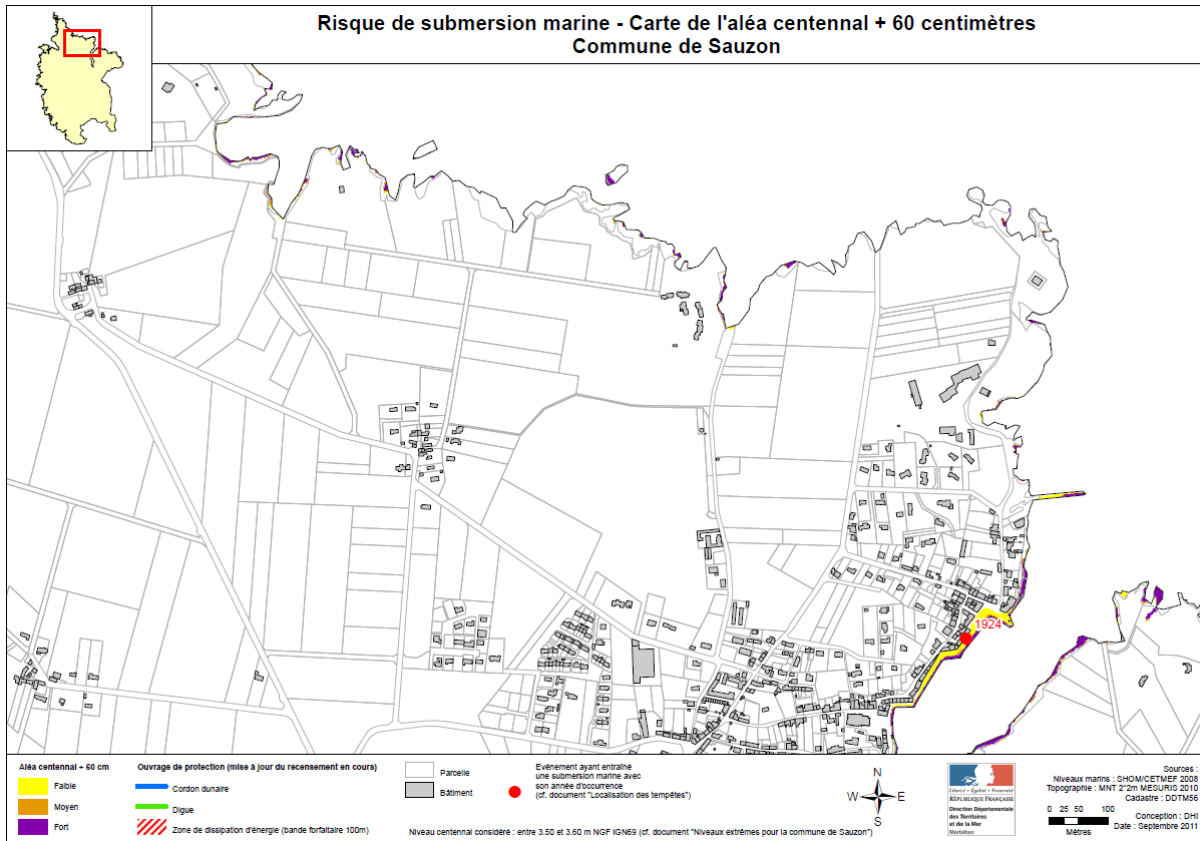 Risque de submersion marine - Carte de l'aléa centennal + 60 centimètres
Commune de Sauzon
1924
Aléa centennal + 60 cm
Faible
Moyen
Fort
Ouvrage de protection (mise à jour du recensement en cours)
Cordon dunaire
Digue
Zone de dissipation d'énergie (bande forfaitaire 100m)
Parcelle
Bâtiment
Evènement ayant entraîné
une submersion marine avec
son année d'occurrence
(cf. document "Localisation des tempêtes")
Niveau centennal considéré : entre 3.50 et 3.60 m NGF IGN69 (cf. document "Niveaux extrêmes pour la commune de Sauzon")
N
W E
S
Liberté • Égalité • Fraternité
RÉPUBLIQUE FRANÇAISE
Direction Départementale
des Territoires
et de la Mer
Morbihan
Sources :
Niveaux marins : SHOM/CETMEF 2008
Topographie : MNT 2*2m MESURIS 2010
Cadastre : DDTM56
0 25 50 100
Mètres
Conception : DHI
Date : Septembre 2011